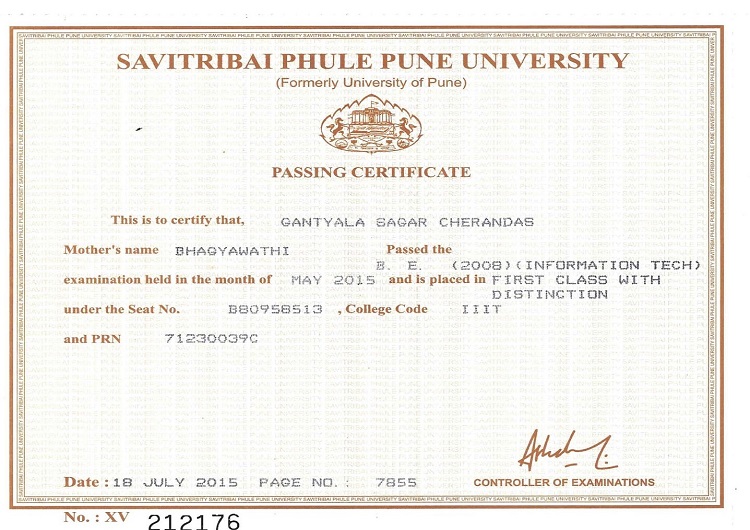 SAVITRIBAI PHULE PUNE UNIVERSITY
(Formerly University of Pune)
PASSING CERTIFICATE
This is to certify that, GANTYALA SAGAR CHERANDAS
Mother's name BHAGYAWATHI Passed the
B. E. (2008)(INFORMATION TECH)
examination held in the month of MAY 2015 and is placed in FIRST CLASS WITH
DISTINCTION
under the Seat No. B80958513 , College Code IIIT
and PRN 71230039C
Date : 18 JULY 2015 PAGE NO. : 7855 CONTROLLER OF EXAMINATIONS
No. : XV 212176